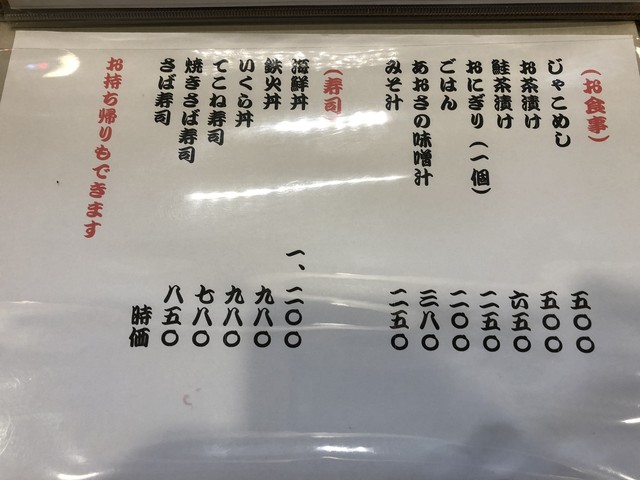 (お食事)
じゃこめし 五〇〇
お茶漬け 五〇〇
鮭茶漬け 六五〇
おにぎり(一個) 二五〇
ごはん 二〇〇
あおさの味噌汁 三八〇
みそ汁 二五〇
(寿司)
海鮮丼 一、二〇〇
鉄火丼 九八〇
いくら丼 九八〇
てこね寿司 七八〇
焼きさば寿司 八五〇
さば寿司 時価
お持ち帰りもできます